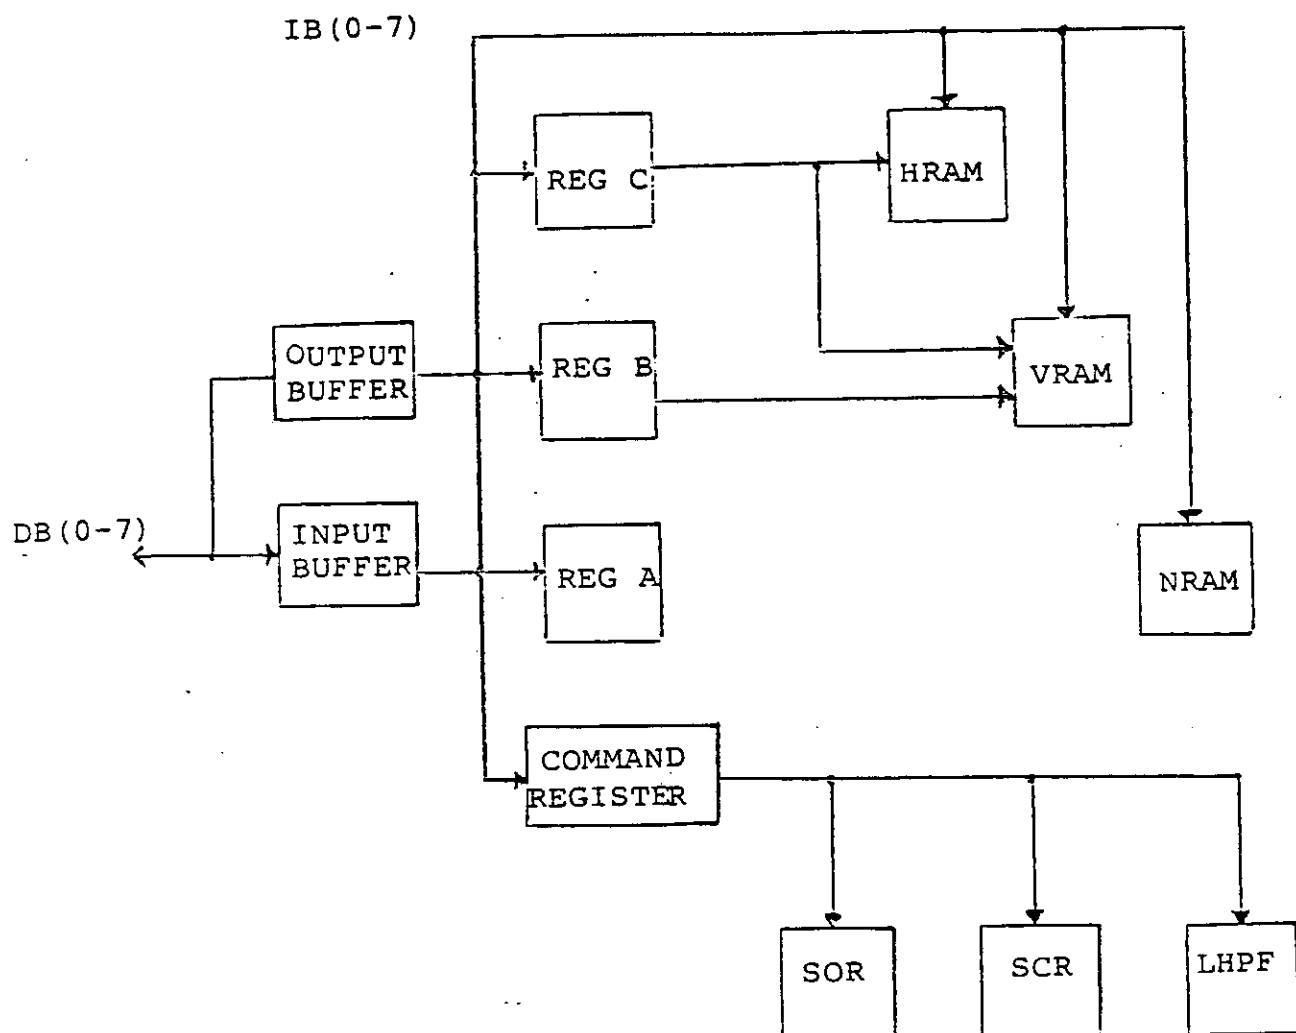 IB(0-7)
REG C
HRAM
OUTPUT
BUFFER
REG B
VRAM
DB(0-7)
INPUT
BUFFER
REG A
NRAM
COMMAND
REGISTER
SOR
SCR
LHPF